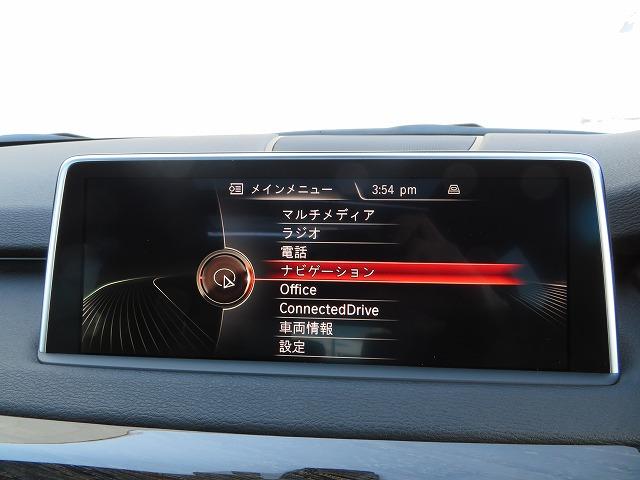 メインメニュー 3:54 pm
マルチメディア
ラジオ
電話
ナビゲーション
Office
ConnectedDrive
車両情報
設定